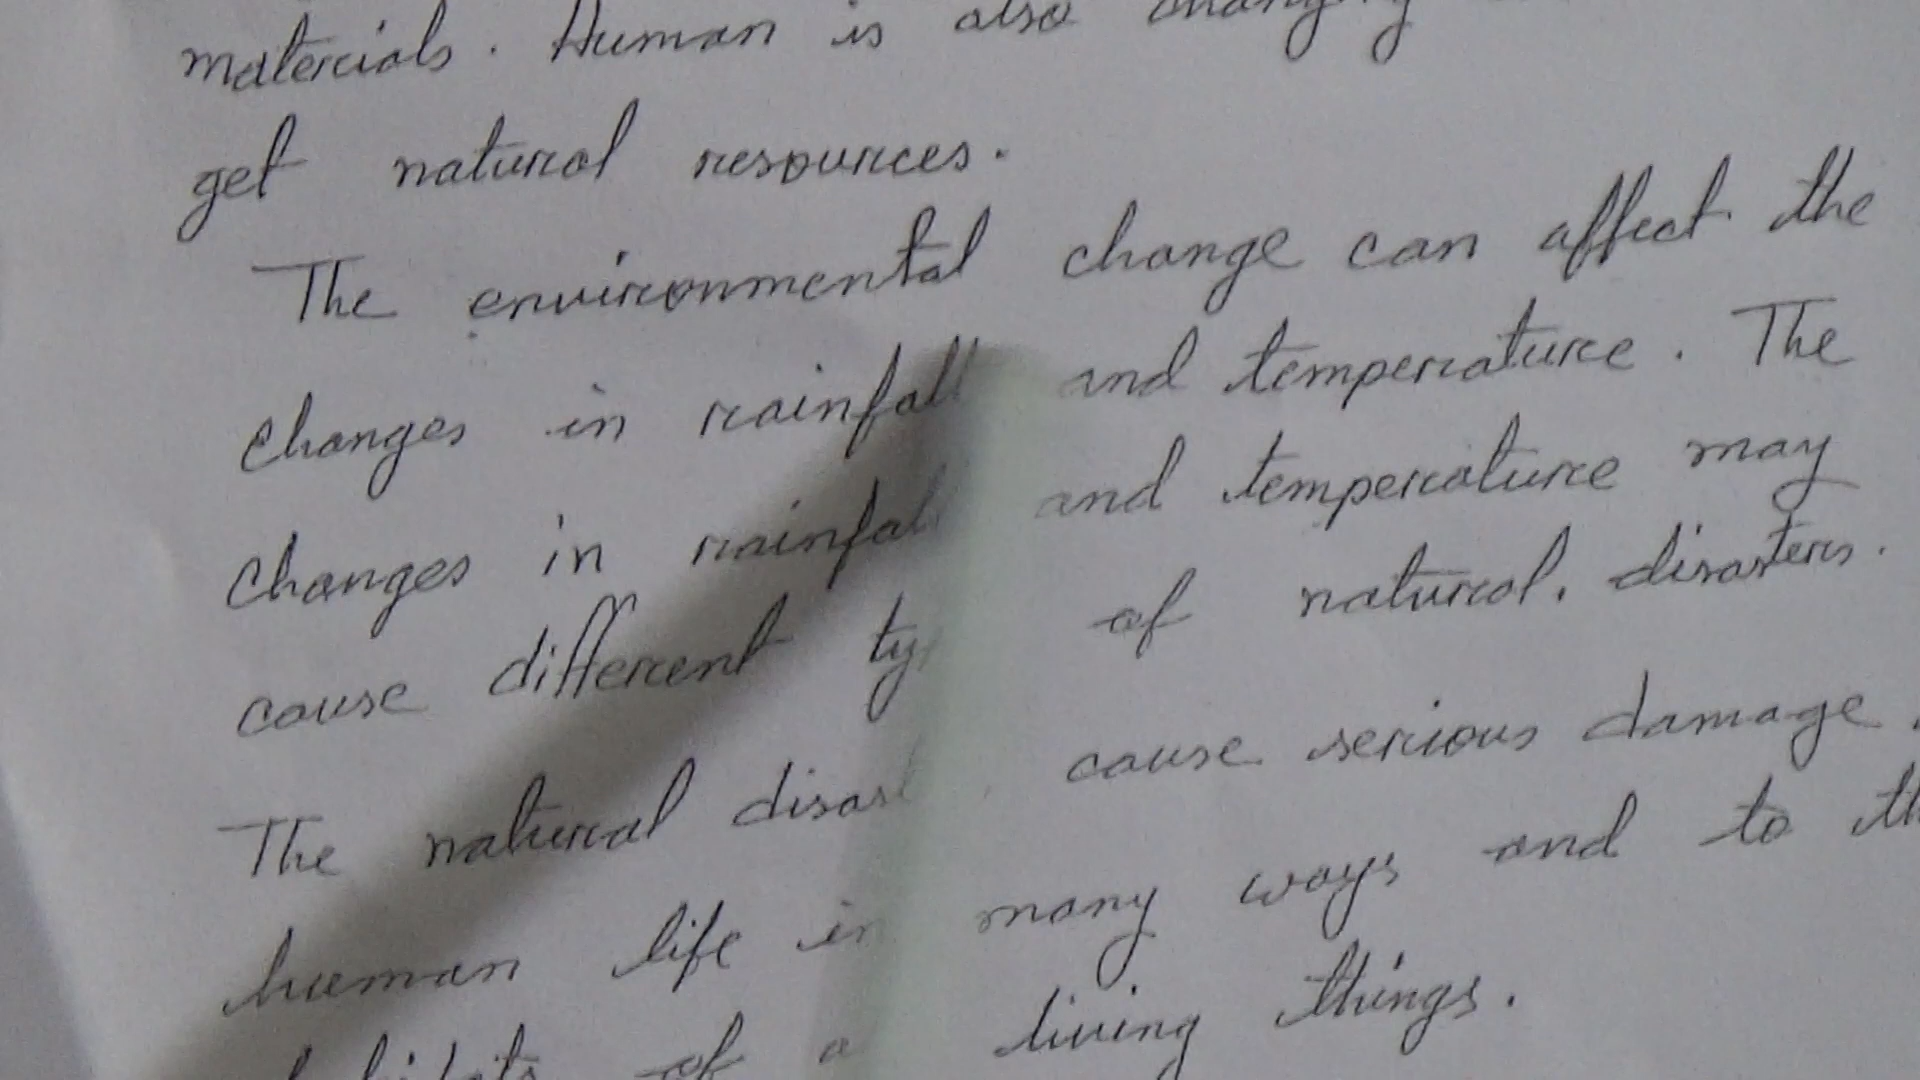 materials. Human is also changing
get natural resources.
The environmental change can affect the
changes in rainfall and temperature. The
changes in rainfall and temperature may
cause different of natural. disasters.
The natural cause serious damage.
human life in many ways and to
of living things.